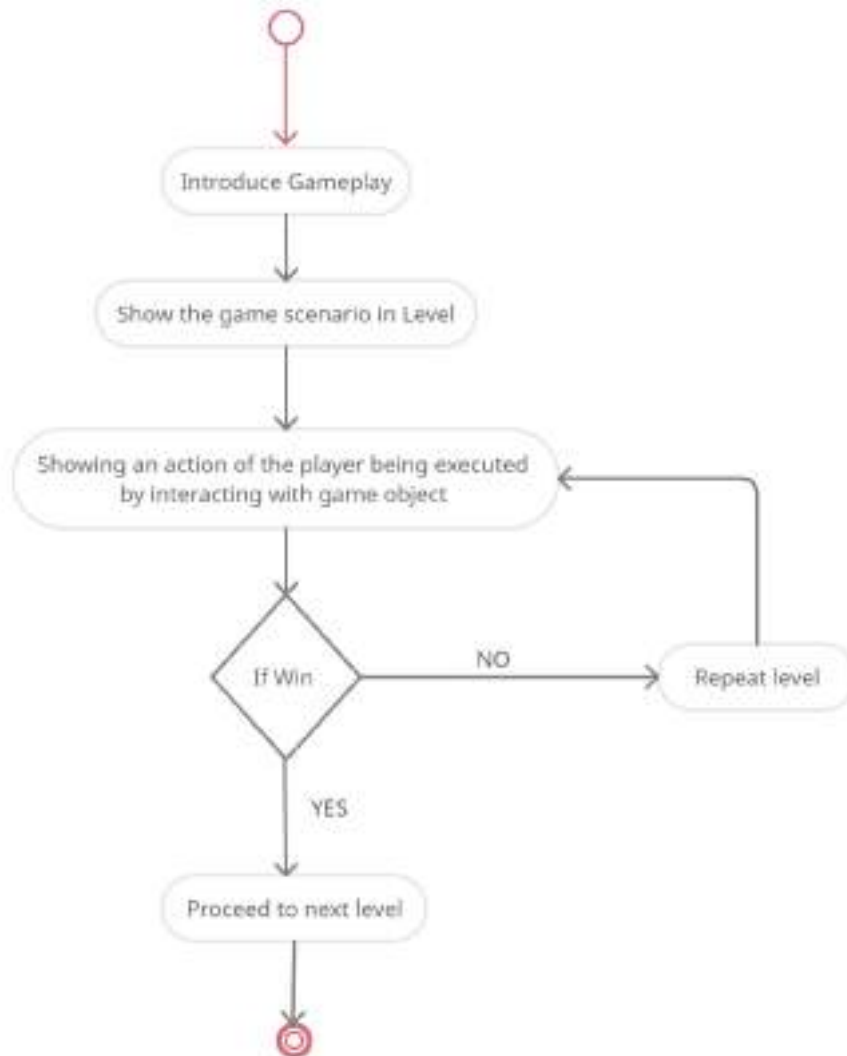 Introduce Gameplay
Show the game scenario in Level
Showing an action of the player being executed
by interacting with game object
If Win
NO
Repeat level
YES
Proceed to next level